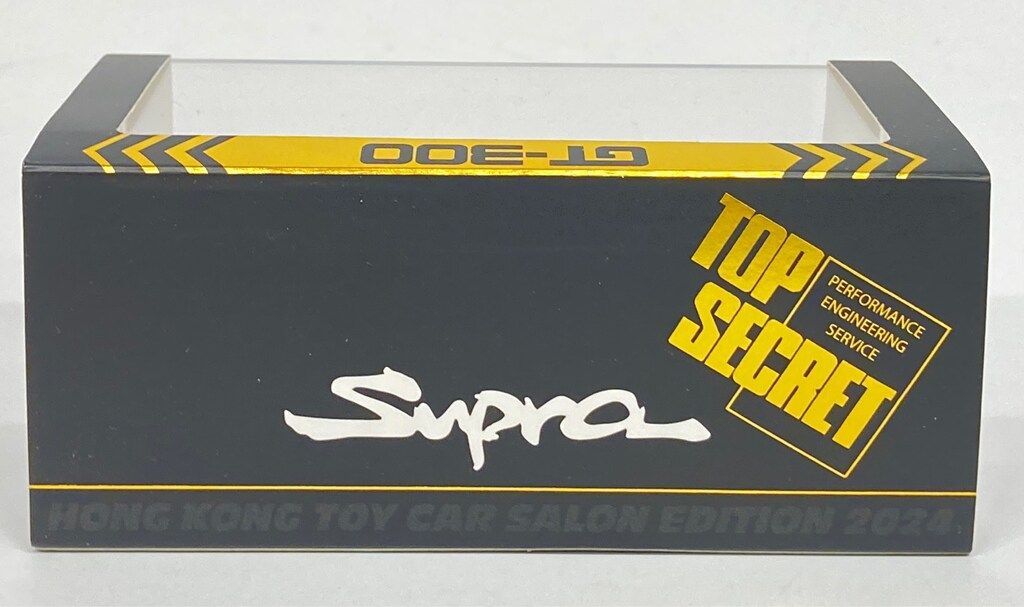 GT-300
TOP
SECRET
PERFORMANCE
ENGINEERING
SERVICE
Supra
HONG KONG TOY CAR SALON EDITION 2024